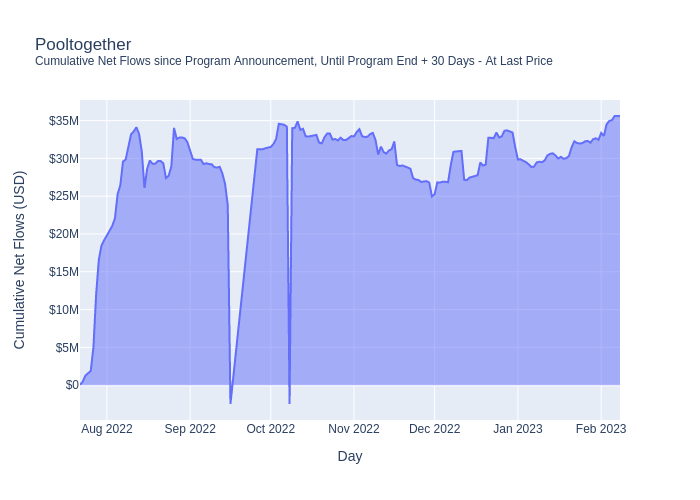 Pooltogether
Cumulative Net Flows since Program Announcement, Until Program End + 30 Days - At Last Price
Cumulative Net Flows (USD)
$35M
$30M
$25M
$20M
$15M
$10M
$5M
$0
Aug 2022
Sep 2022
Oct 2022
Nov 2022
Dec 2022
Jan 2023
Feb 2023
Day